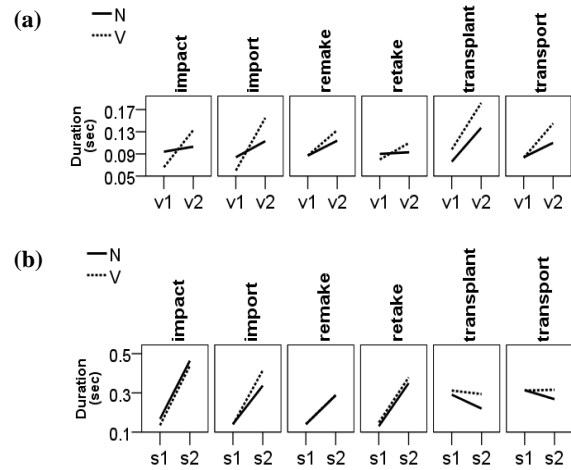 (a)
N
V
impact import remake retake transplant transport
Duration
(sec)
0.17
0.13
0.09
0.05
v1 v2 v1 v2 v1 v2 v1 v2 v1 v2 v1 v2
(b)
N
V
impact import remake retake transplant transport
Duration
(sec)
0.5
0.3
0.1
s1 s2 s1 s2 s1 s2 s1 s2 s1 s2 s1 s2